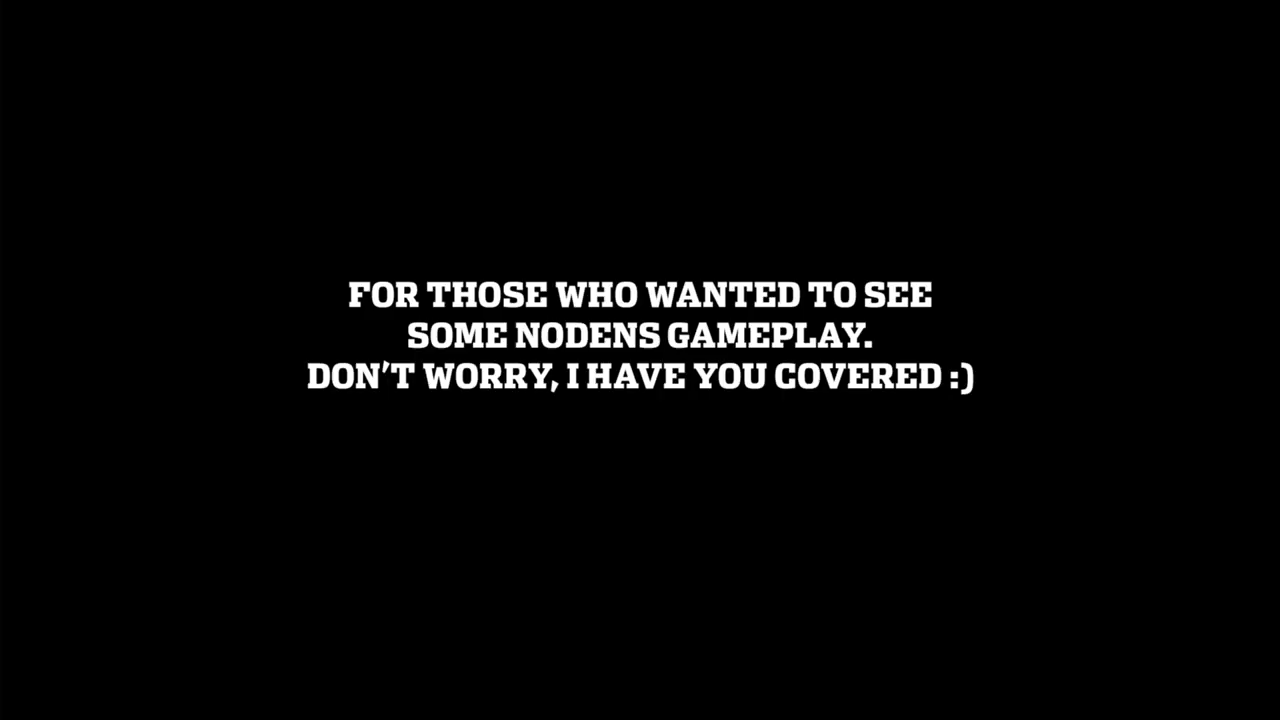 FOR THOSE WHO WANTED TO SEE
SOME NODENS GAMEPLAY.
DON'T WORRY, I HAVE YOU COVERED :)